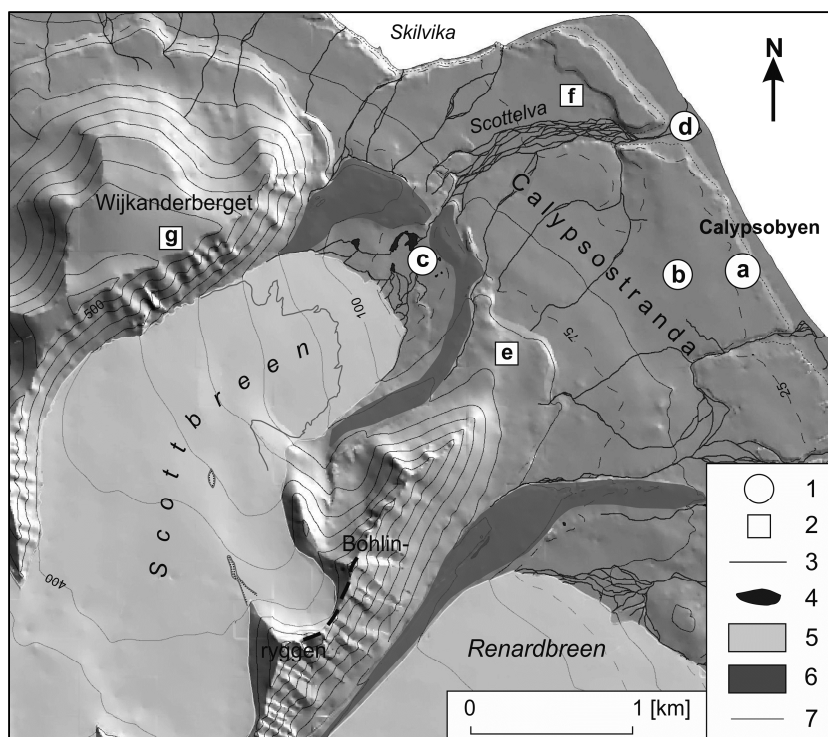 Skilvika
N
f
Scottelva
d
Wijkanderberget
g
Calypsobyen
Calypsostranda
c
b
a
500
100
75
e
25
Scottbreen
400
Bohlin-
ryggen
Renardbreen
0 1 [km]
1
2
3
4
5
6
7